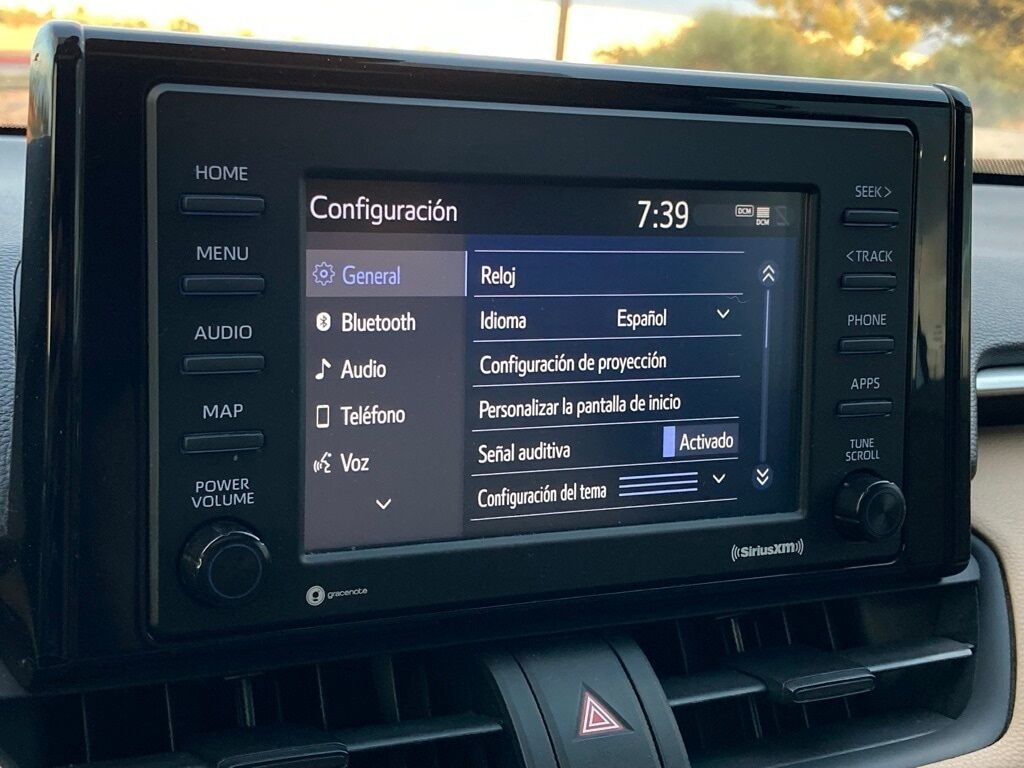 HOME
MENU
AUDIO
MAP
POWER
VOLUME
Configuración
7:39
DCM
DCM
General
Bluetooth
Audio
Teléfono
Voz
Reloj
Idioma Español
Configuración de proyección
Personalizar la pantalla de inicio
Señal auditiva Activado
Configuración del tema
SEEK>
<TRACK
PHONE
APPS
TUNE
SCROLL
gracenote
SiriusXM